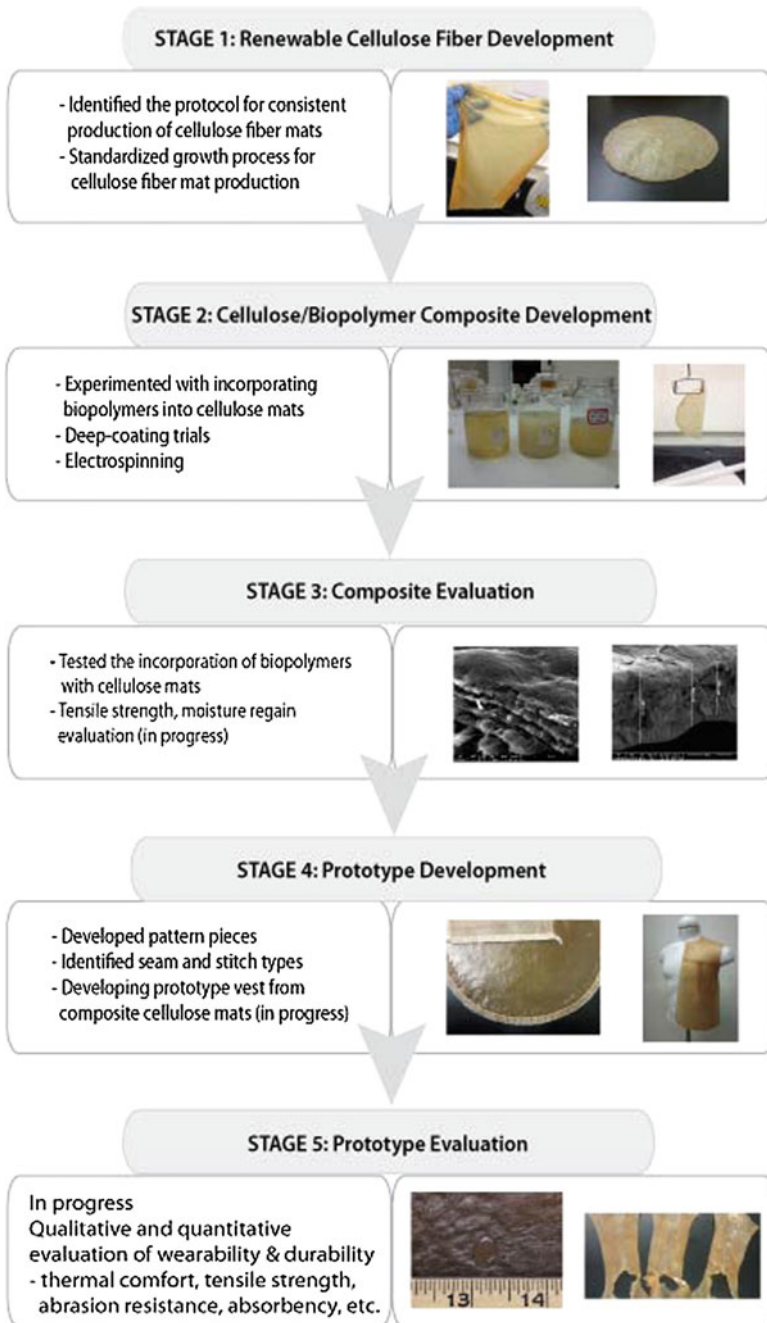 STAGE 1: Renewable Cellulose Fiber Development
- Identified the protocol for consistent
production of cellulose fiber mats
- Standardized growth process for
cellulose fiber mat production
STAGE 2: Cellulose/Biopolymer Composite Development
- Experimented with incorporating
biopolymers into cellulose mats
- Deep-coating trials
- Electrospinning
STAGE 3: Composite Evaluation
- Tested the incorporation of biopolymers
with cellulose mats
- Tensile strength, moisture regain
evaluation (in progress)
STAGE 4: Prototype Development
- Developed pattern pieces
- Identified seam and stitch types
- Developing prototype vest from
composite cellulose mats (in progress)
STAGE 5: Prototype Evaluation
In progress
Qualitative and quantitative
evaluation of wearability & durability
- thermal comfort, tensile strength,
abrasion resistance, absorbency, etc.
13 14